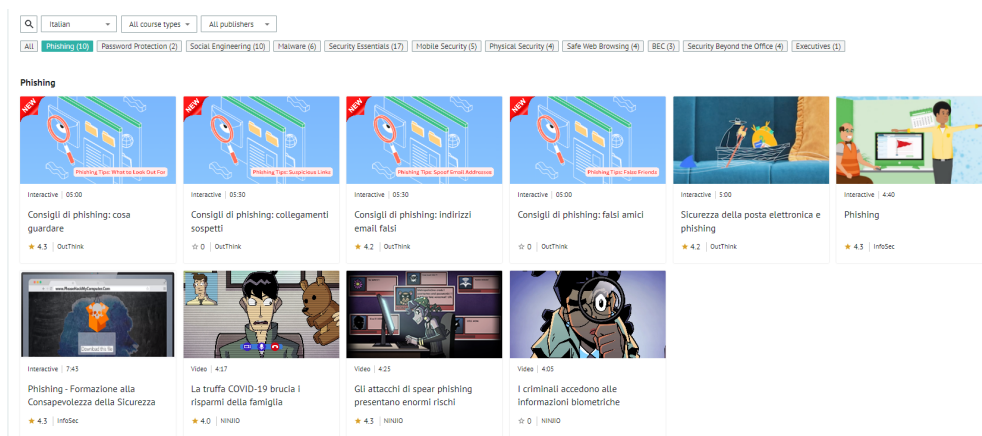 Italian
All course types
All publishers
All
Phishing (10)
Password Protection (2)
Social Engineering (10)
Malware (6)
Security Essentials (17)
Mobile Security (5)
Physical Security (4)
Safe Web Browsing (4)
BEC (3)
Security Beyond the Office (4)
Executives (1)
Phishing
NEW
Phishing Tips: What to Look Out For
NEW
Phishing Tips: Suspicious Links
NEW
Phishing Tips: Spoof Email Addresses
NEW
Phishing Tips: False Friends
Interactive | 05:00
Consigli di phishing: cosa
guardare
4.3 | OutThink
Interactive | 05:30
Consigli di phishing: collegamenti
sospetti
0 | OutThink
Interactive | 05:30
Consigli di phishing: indirizzi
email falsi
4.2 | OutThink
Interactive | 05:00
Consigli di phishing: falsi amici
0 | OutThink
Interactive | 5:00
Sicurezza della posta elettronica e
phishing
4.2 | OutThink
Interactive | 4:40
Phishing
4.3 | InfoSec
www.PleaseHackMyComputer.Com
Download this file
Interactive | 7:43
Phishing - Formazione alla
Consapevolezza della Sicurezza
4.3 | InfoSec
Video | 4:17
La truffa COVID-19 brucia i
risparmi della famiglia
4.0 | NINJIO
Video | 4:25
Gli attacchi di spear phishing
presentano enormi rischi
4.3 | NINJIO
Video | 4:05
I criminali accedono alle
informazioni biometriche
0 | NINJIO